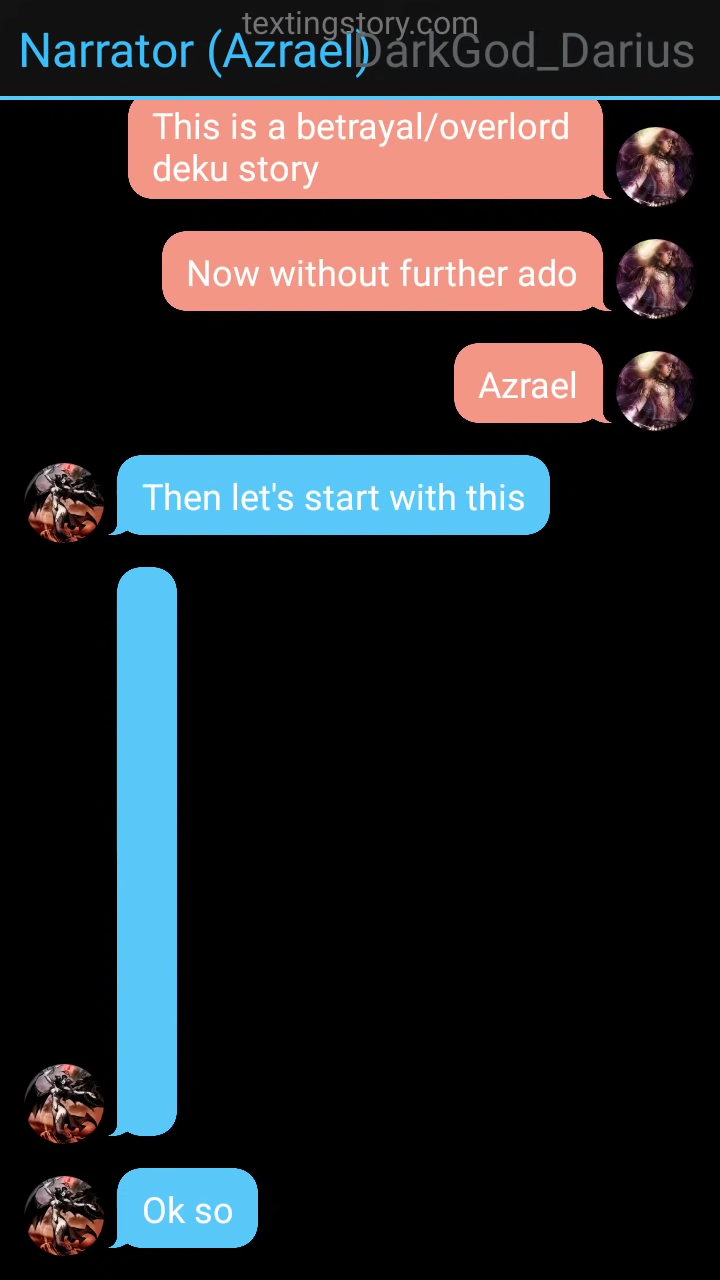 textingstory.com
Narrator (Azrael)
DarkGod_Darius
This is a betrayal/overlord
deku story
Now without further ado
Azrael
Then let's start with this
Ok so